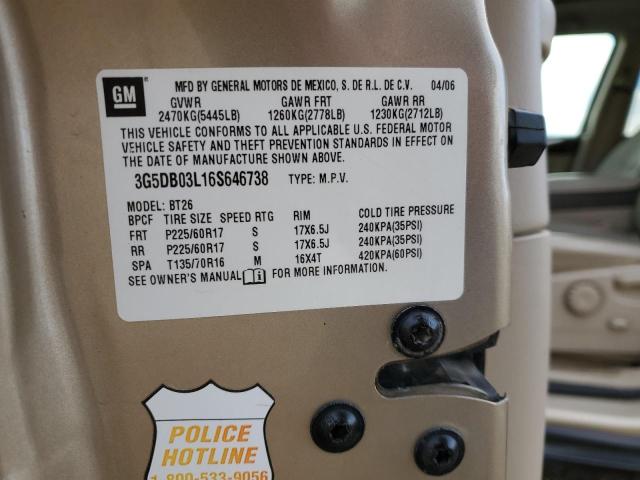 GM
MFD BY GENERAL MOTORS DE MEXICO, S. DE R.L. DE C.V. 04/06
GVWR GAWR FRT GAWR RR
2470KG(5445LB) 1260KG(2778LB) 1230KG(2712LB)
THIS VEHICLE CONFORMS TO ALL APPLICABLE U.S. FEDERAL MOTOR
VEHICLE SAFETY AND THEFT PREVENTION STANDARDS IN EFFECT ON
THE DATE OF MANUFACTURE SHOWN ABOVE.
3G5DB03L16S646738 TYPE: M.P.V.
MODEL: BT26
BPCF TIRE SIZE SPEED RTG RIM COLD TIRE PRESSURE
FRT P225/60R17 S 17X6.5J 240KPA(35PSI)
RR P225/60R17 S 17X6.5J 240KPA(35PSI)
SPA T135/70R16 M 16X4T 420KPA(60PSI)
SEE OWNER'S MANUAL FOR MORE INFORMATION.
POLICE
HOTLINE
1-800-533-9056